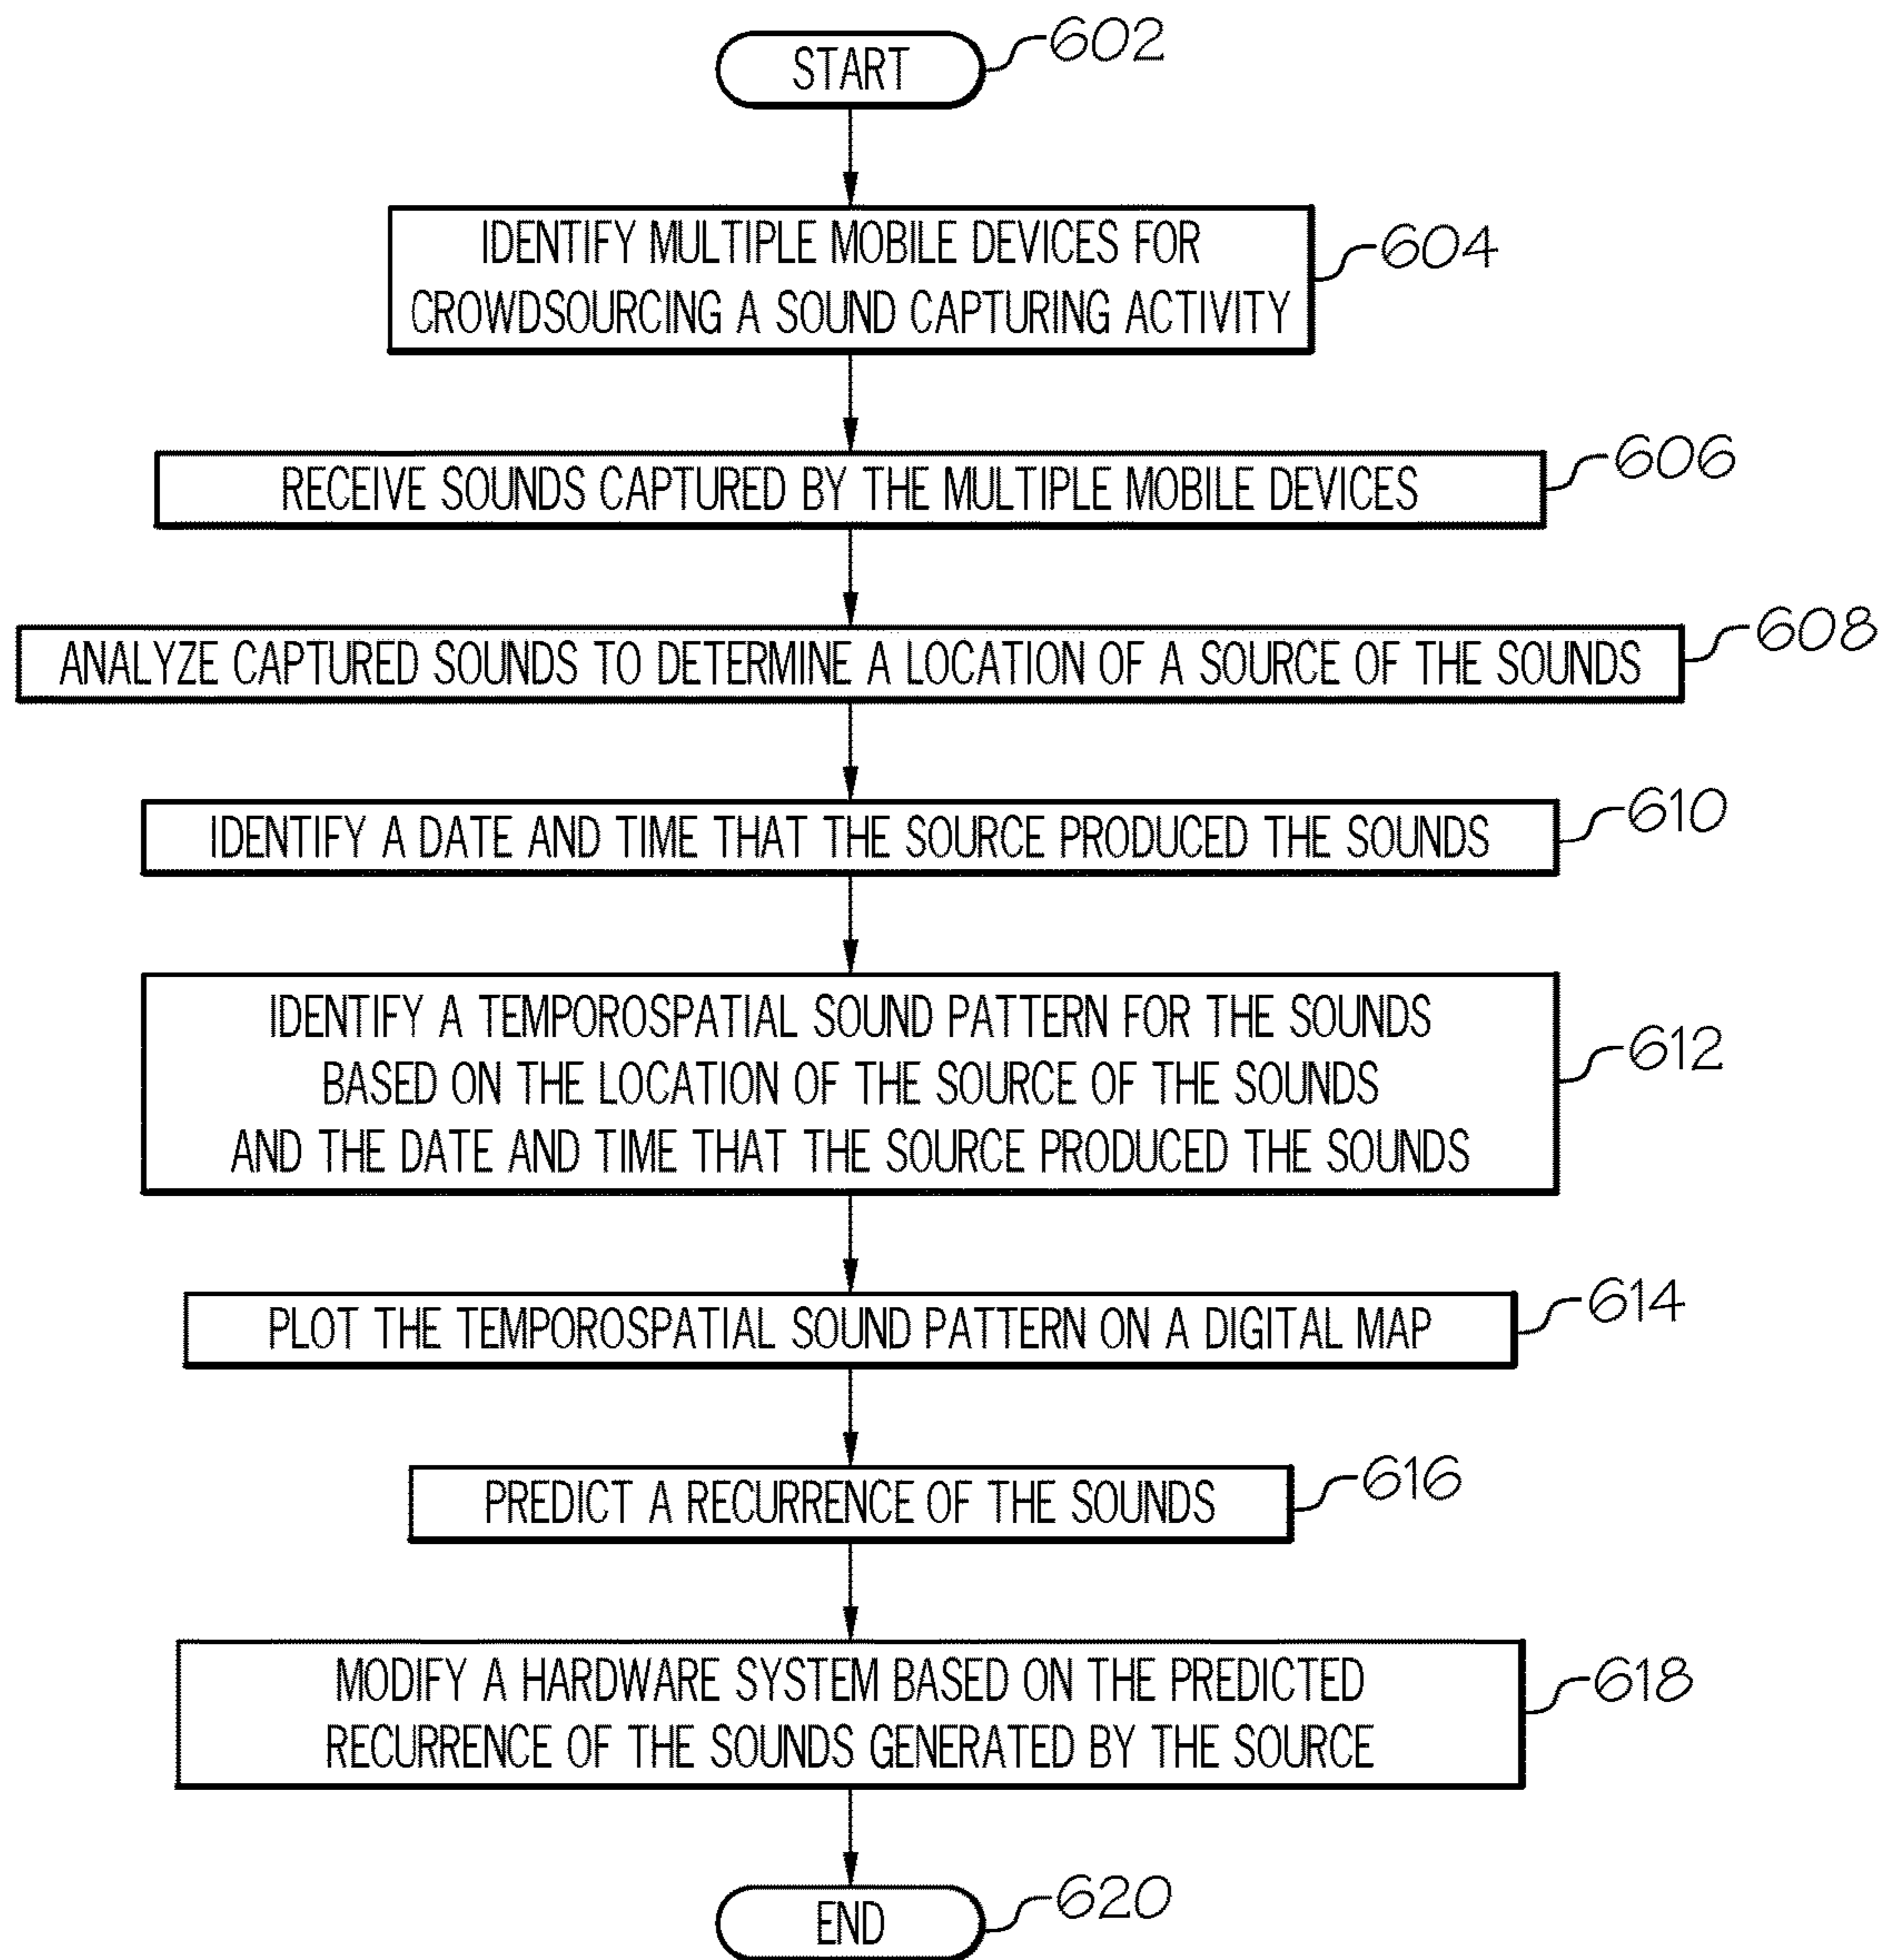 START
602
IDENTIFY MULTIPLE MOBILE DEVICES FOR
CROWDSOURCING A SOUND CAPTURING ACTIVITY
604
RECEIVE SOUNDS CAPTURED BY THE MULTIPLE MOBILE DEVICES
606
ANALYZE CAPTURED SOUNDS TO DETERMINE A LOCATION OF A SOURCE OF THE SOUNDS
608
IDENTIFY A DATE AND TIME THAT THE SOURCE PRODUCED THE SOUNDS
610
IDENTIFY A TEMPOROSPATIAL SOUND PATTERN FOR THE SOUNDS
BASED ON THE LOCATION OF THE SOURCE OF THE SOUNDS
AND THE DATE AND TIME THAT THE SOURCE PRODUCED THE SOUNDS
612
PLOT THE TEMPOROSPATIAL SOUND PATTERN ON A DIGITAL MAP
614
PREDICT A RECURRENCE OF THE SOUNDS
616
MODIFY A HARDWARE SYSTEM BASED ON THE PREDICTED
RECURRENCE OF THE SOUNDS GENERATED BY THE SOURCE
618
END
620